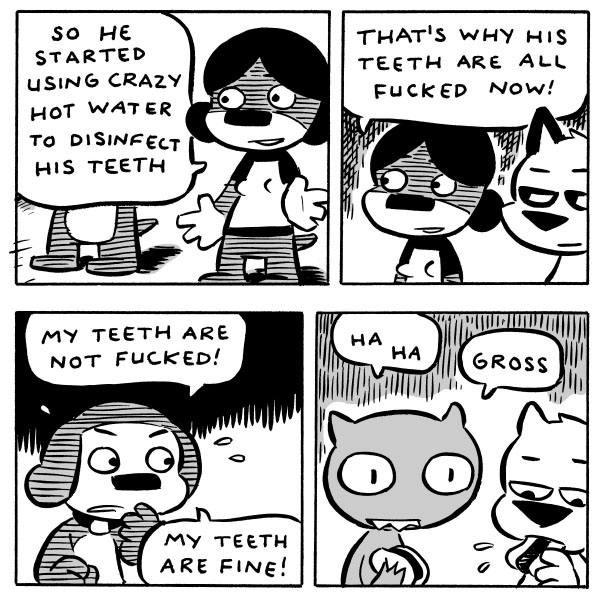 SO HE
STARTED
USING CRAZY
HOT WATER
TO DISINFECT
HIS TEETH
THAT'S WHY HIS
TEETH ARE ALL
FUCKED NOW!
MY TEETH ARE
NOT FUCKED!
MY TEETH
ARE FINE!
HA
HA
GROSS